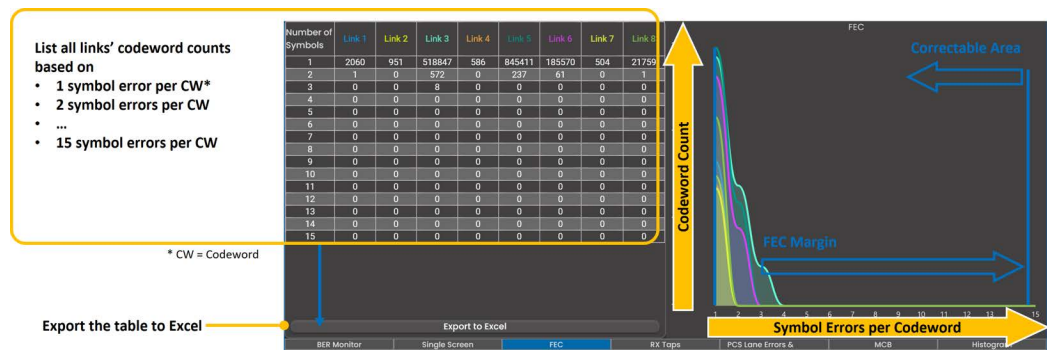 List all links' codeword counts
based on
• 1 symbol error per CW*
• 2 symbol errors per CW
• ...
• 15 symbol errors per CW
* CW = Codeword
Export the table to Excel
Number of Symbols Link 1 Link 2 Link 3 Link 4 Link 5 Link 6 Link 7 Link 8
1 2060 951 518847 586 845411 185570 504 21759
2 1 0 572 0 237 61 0 1
3 0 0 8 0 0 0 0 0
4 0 0 0 0 0 0 0 0
5 0 0 0 0 0 0 0 0
6 0 0 0 0 0 0 0 0
7 0 0 0 0 0 0 0 0
8 0 0 0 0 0 0 0 0
9 0 0 0 0 0 0 0 0
10 0 0 0 0 0 0 0 0
11 0 0 0 0 0 0 0 0
12 0 0 0 0 0 0 0 0
13 0 0 0 0 0 0 0 0
14 0 0 0 0 0 0 0 0
15 0 0 0 0 0 0 0 0
Export to Excel
Codeword Count
FEC
Correctable Area
FEC Margin
1 2 3 4 5 6 7 8 9 10 11 12 13 15
Symbol Errors per Codeword
BER Monitor Single Screen FEC RX Taps PCS Lane Errors & MCB